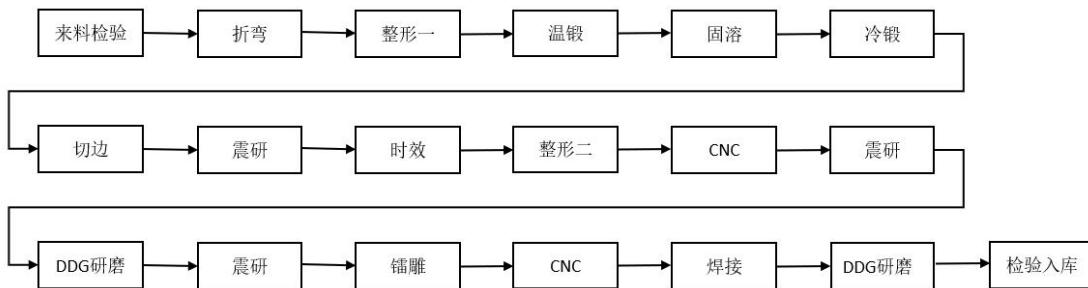 来料检验
折弯
整形一
温锻
固溶
冷锻
切边
震研
时效
整形二
CNC
震研
DDG研磨
震研
镭雕
CNC
焊接
DDG研磨
检验入库